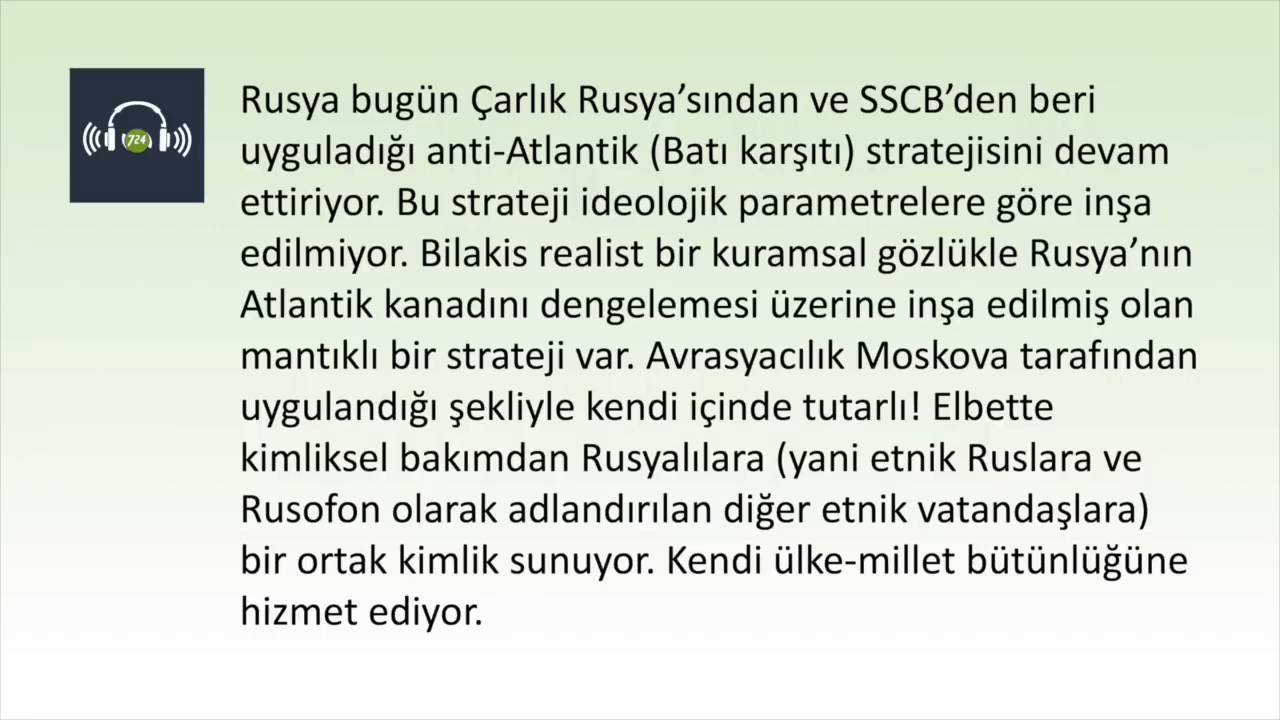 724
Rusya bugün Çarlık Rusya’sından ve SSCB’den beri
uyguladığı anti-Atlantik (Batı karşıtı) stratejisini devam
ettiriyor. Bu strateji ideolojik parametrelere göre inşa
edilmiyor. Bilakis realist bir kuramsal gözlükle Rusya’nın
Atlantik kanadını dengelemesi üzerine inşa edilmiş olan
mantıklı bir strateji var. Avrasyacılık Moskova tarafından
uygulandığı şekliyle kendi içinde tutarlı! Elbette
kimliksel bakımdan Rusyalılara (yani etnik Ruslara ve
Rusofon olarak adlandırılan diğer etnik vatandaşlara)
bir ortak kimlik sunuyor. Kendi ülke-millet bütünlüğüne
hizmet ediyor.